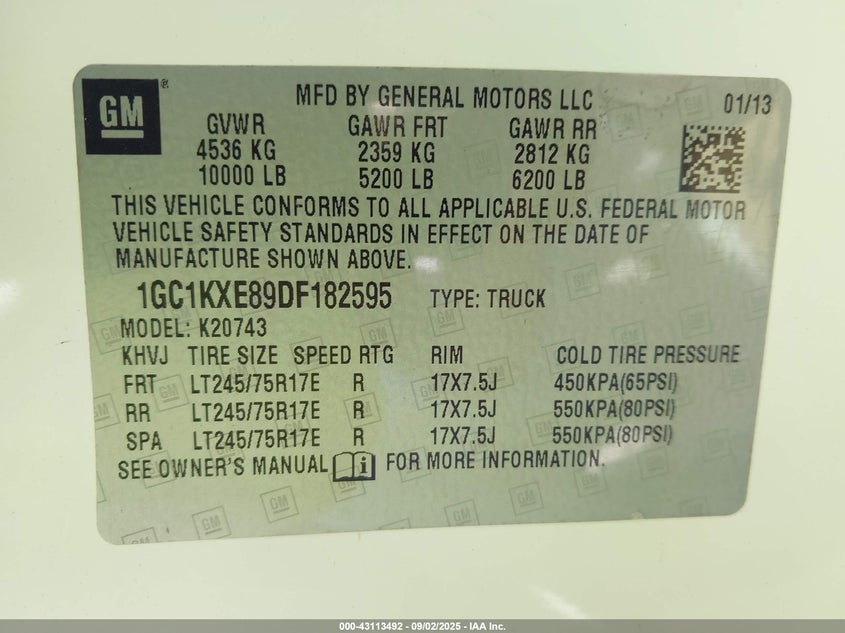 GM®
MFD BY GENERAL MOTORS LLC 01/13
GVWR GAWR FRT GAWR RR
4536 KG 2359 KG 2812 KG
10000 LB 5200 LB 6200 LB
THIS VEHICLE CONFORMS TO ALL APPLICABLE U.S. FEDERAL MOTOR
VEHICLE SAFETY STANDARDS IN EFFECT ON THE DATE OF
MANUFACTURE SHOWN ABOVE.
1GC1KXE89DF182595 TYPE: TRUCK
MODEL: K20743
KHVJ TIRE SIZE SPEED RTG RIM COLD TIRE PRESSURE
FRT LT245/75R17E R 17X7.5J 450KPA(65PSI)
RR LT245/75R17E R 17X7.5J 550KPA(80PSI)
SPA LT245/75R17E R 17X7.5J 550KPA(80PSI)
SEE OWNER'S MANUAL i FOR MORE INFORMATION.
000-43113492 - 09/02/2025 - IAA Inc.